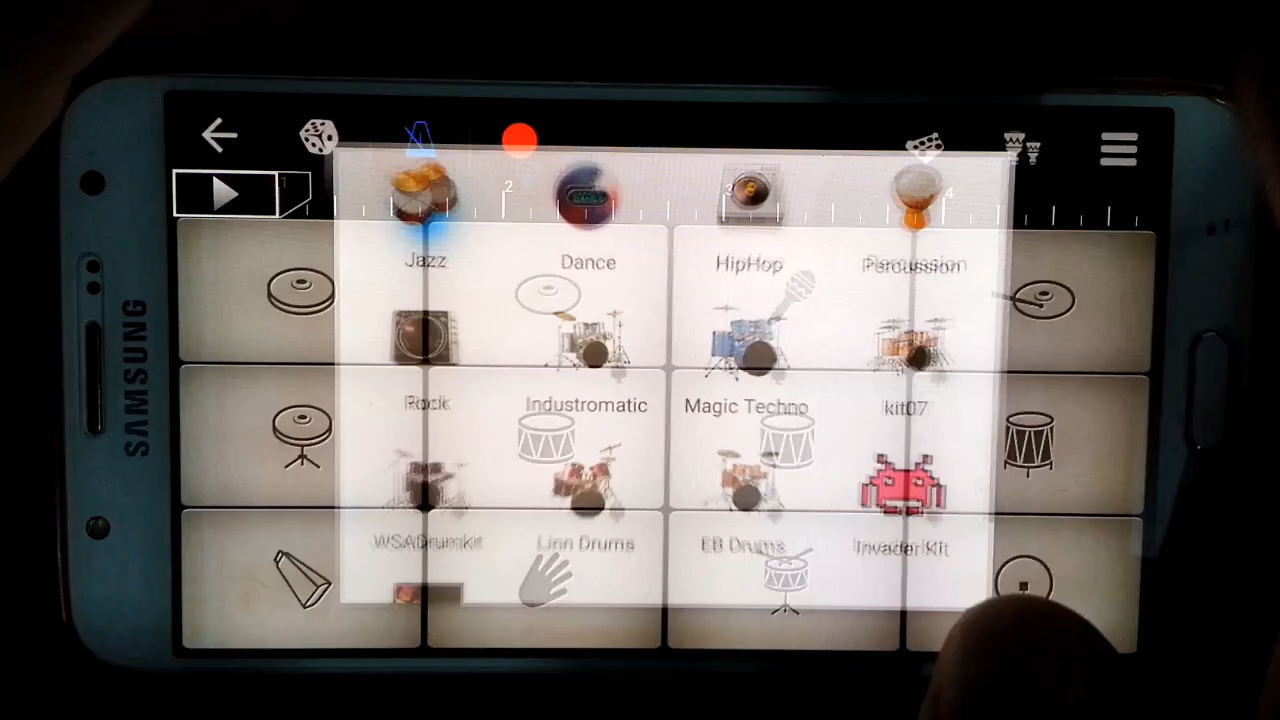 SAMSUNG
1 2 3 4
Jazz Dance HipHop Percussion
Rock Industromatic Magic Techno kit07
WSADrumkit Linn Drums EB Drums Invader Kit